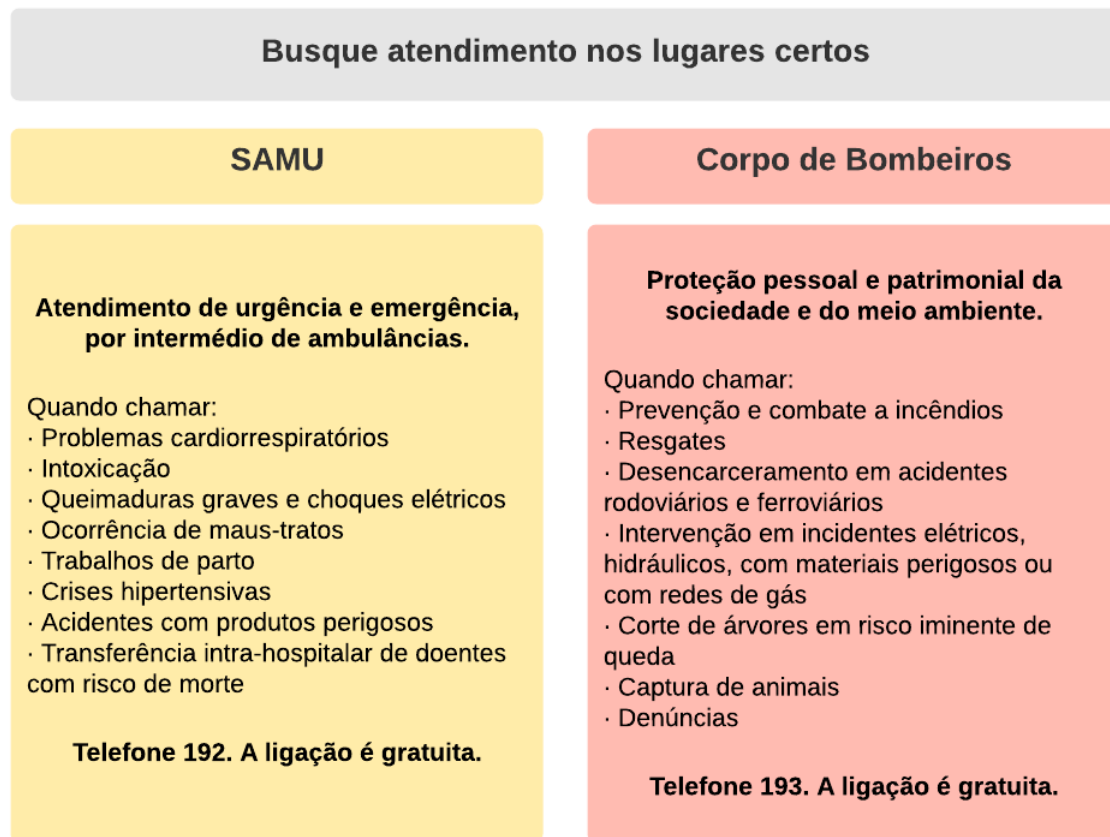 Busque atendimento nos lugares certos
SAMU
Atendimento de urgência e emergência,
por intermédio de ambulâncias.
Quando chamar:
· Problemas cardiorrespiratórios
· Intoxicação
· Queimaduras graves e choques elétricos
· Ocorrência de maus-tratos
· Trabalhos de parto
· Crises hipertensivas
· Acidentes com produtos perigosos
· Transferência intra-hospitalar de doentes
com risco de morte
Telefone 192. A ligação é gratuita.
Corpo de Bombeiros
Proteção pessoal e patrimonial da
sociedade e do meio ambiente.
Quando chamar:
· Prevenção e combate a incêndios
· Resgates
· Desencarceramento em acidentes
rodoviários e ferroviários
· Intervenção em incidentes elétricos,
hidráulicos, com materiais perigosos ou
com redes de gás
· Corte de árvores em risco iminente de
queda
· Captura de animais
· Denúncias
Telefone 193. A ligação é gratuita.